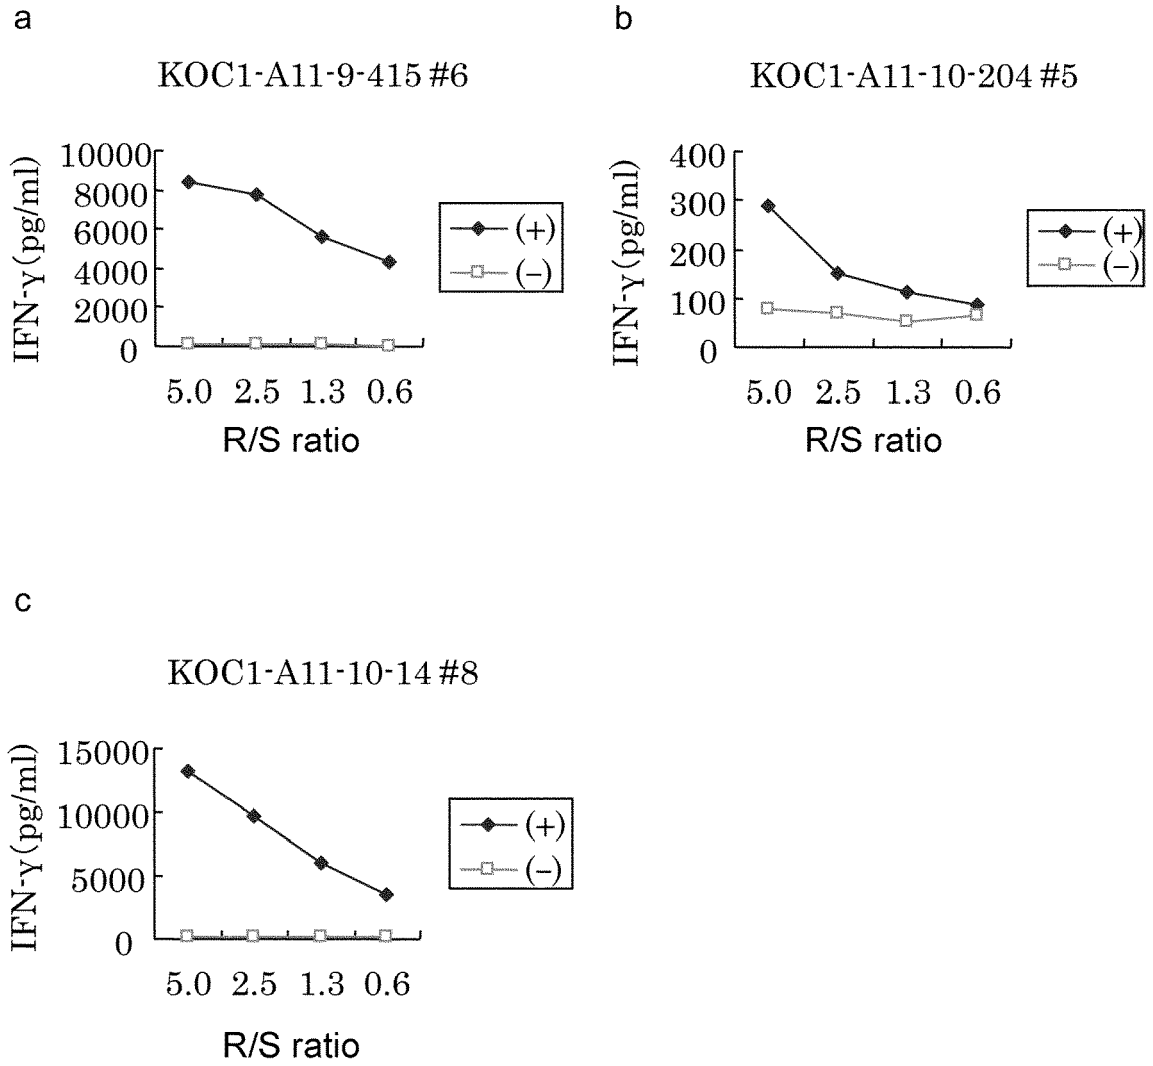 a
KOC1-A11-9-415 #6
IFN-γ(pg/ml)
10000
8000
6000
4000
2000
0
5.0 2.5 1.3 0.6
R/S ratio
(+)
(-)
b
KOC1-A11-10-204 #5
IFN-γ(pg/ml)
400
300
200
100
0
5.0 2.5 1.3 0.6
R/S ratio
(+)
(-)
c
KOC1-A11-10-14 #8
IFN-γ(pg/ml)
15000
10000
5000
0
5.0 2.5 1.3 0.6
R/S ratio
(+)
(-)